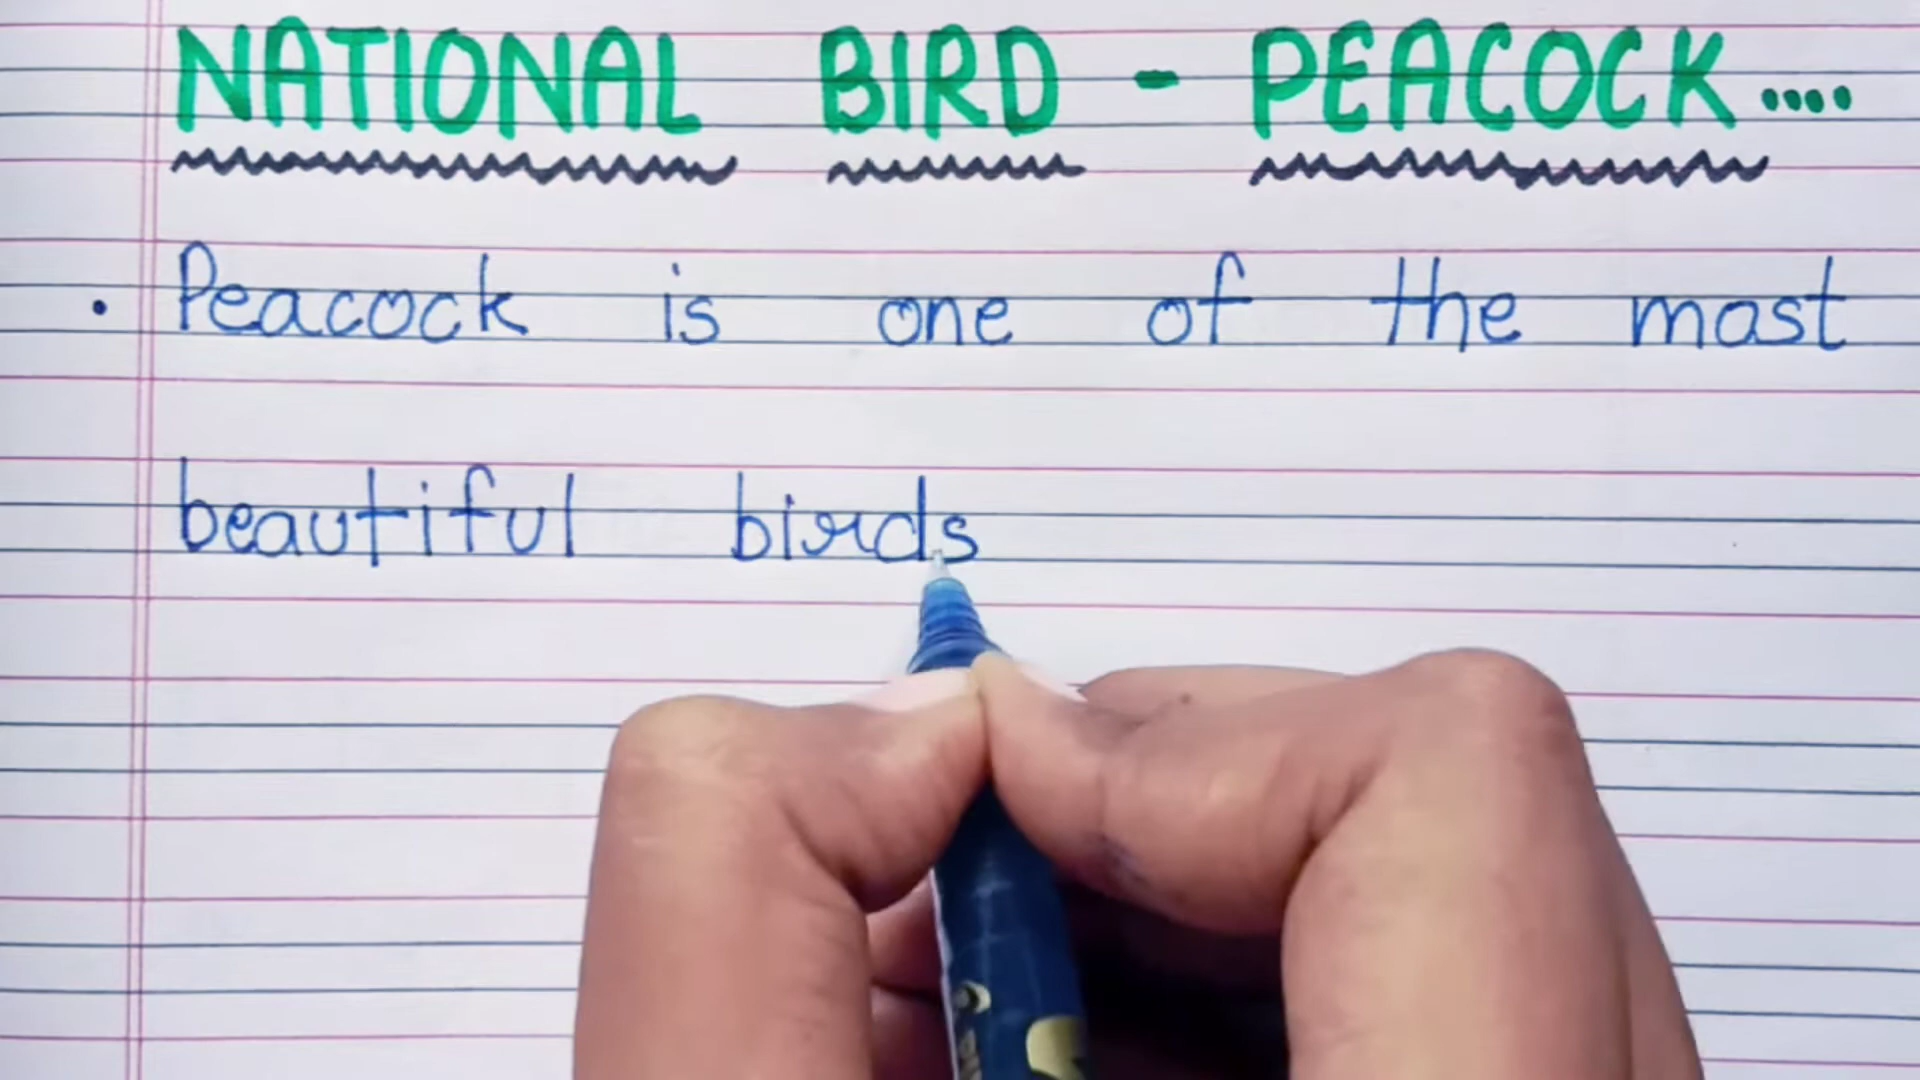 NATIONAL BIRD - PEACOCK....
• Peacock is one of the most
beautiful birds